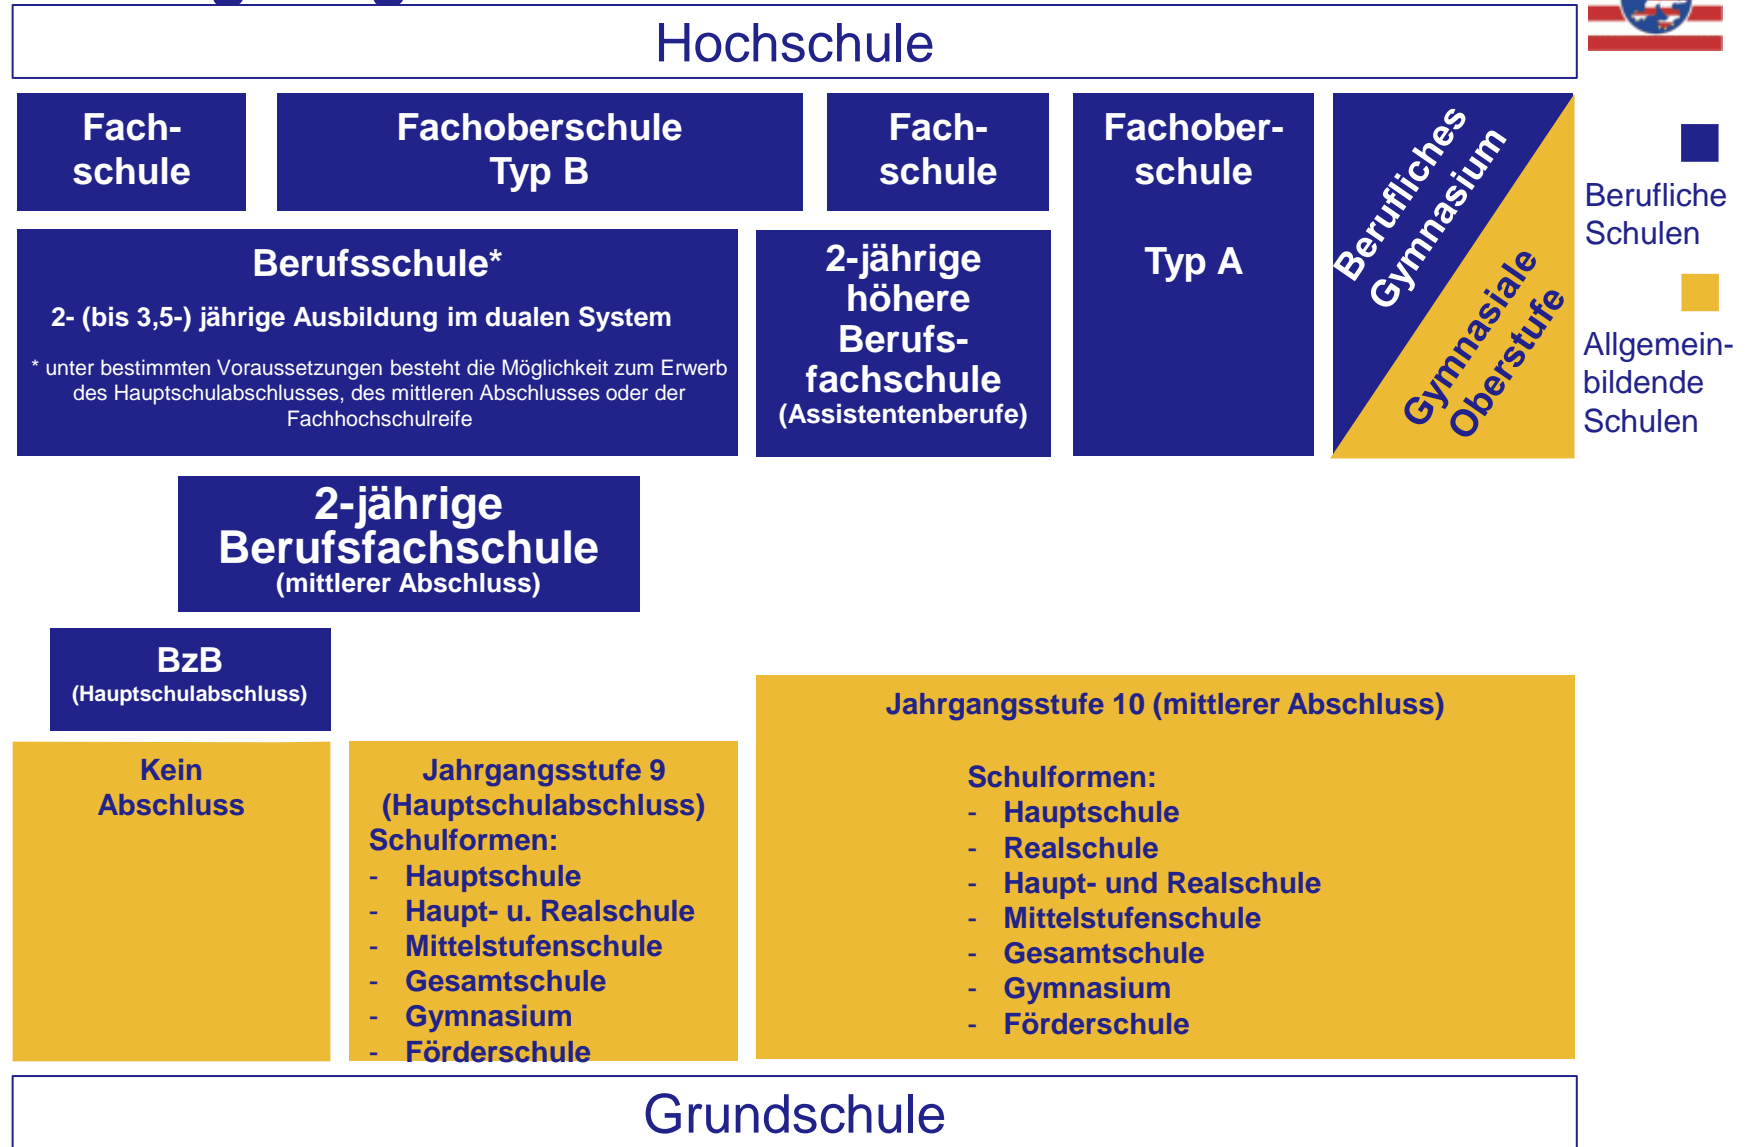 Hochschule
Fach-
schule
Fachoberschule
Typ B
Fach-
schule
Fachober-
schule
Typ A
Berufliches
Gymnasium
Gymnasiale
Oberstufe
Berufliche
Schulen
Allgemein-
bildende
Schulen
Berufsschule*
2- (bis 3,5-) jährige Ausbildung im dualen System
* unter bestimmten Voraussetzungen besteht die Möglichkeit zum Erwerb
des Hauptschulabschlusses, des mittleren Abschlusses oder der
Fachhochschulreife
2-jährige
höhere
Berufs-
fachschule
(Assistentenberufe)
2-jährige
Berufsfachschule
(mittlerer Abschluss)
BzB
(Hauptschulabschluss)
Kein
Abschluss
Jahrgangsstufe 9
(Hauptschulabschluss)
Schulformen:
- Hauptschule
- Haupt- u. Realschule
- Mittelstufenschule
- Gesamtschule
- Gymnasium
- Förderschule
Jahrgangsstufe 10 (mittlerer Abschluss)
Schulformen:
- Hauptschule
- Realschule
- Haupt- und Realschule
- Mittelstufenschule
- Gesamtschule
- Gymnasium
- Förderschule
Grundschule